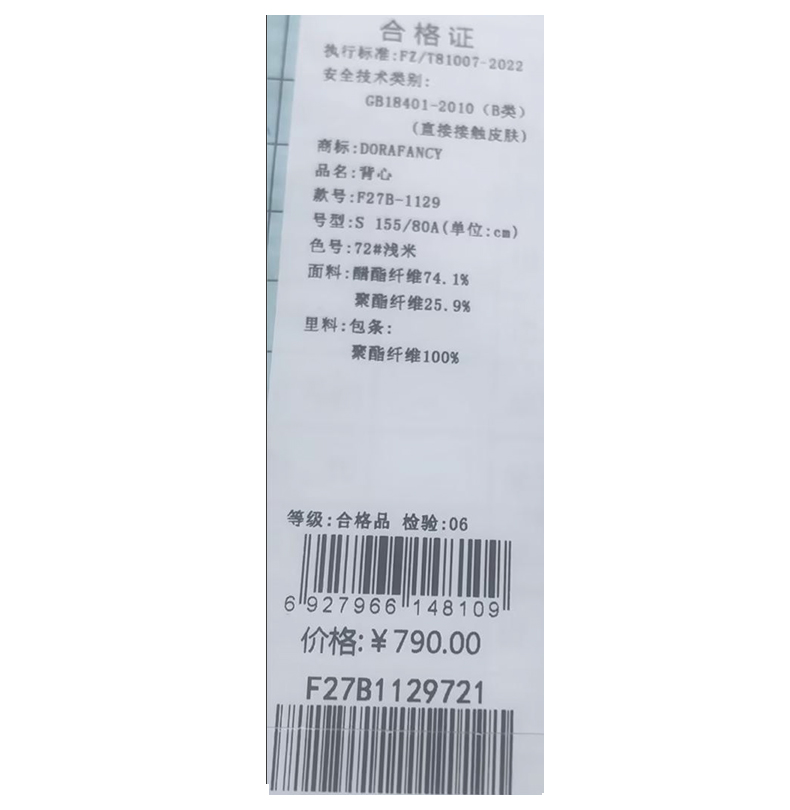 合格证
执行标准:FZ/T81007-2022
安全技术类别:
GB18401-2010（B类）
(直接接触皮肤)
商标:DORAFANCY
品名:背心
款号:F27B-1129
号型:S 155/80A(单位:cm)
色号:72#浅米
面料:醋酯纤维74.1%
聚酯纤维25.9%
里料:包条:
聚酯纤维100%
等级:合格品 检验:06
6 927966 148109
价格:￥790.00
F27B1129721